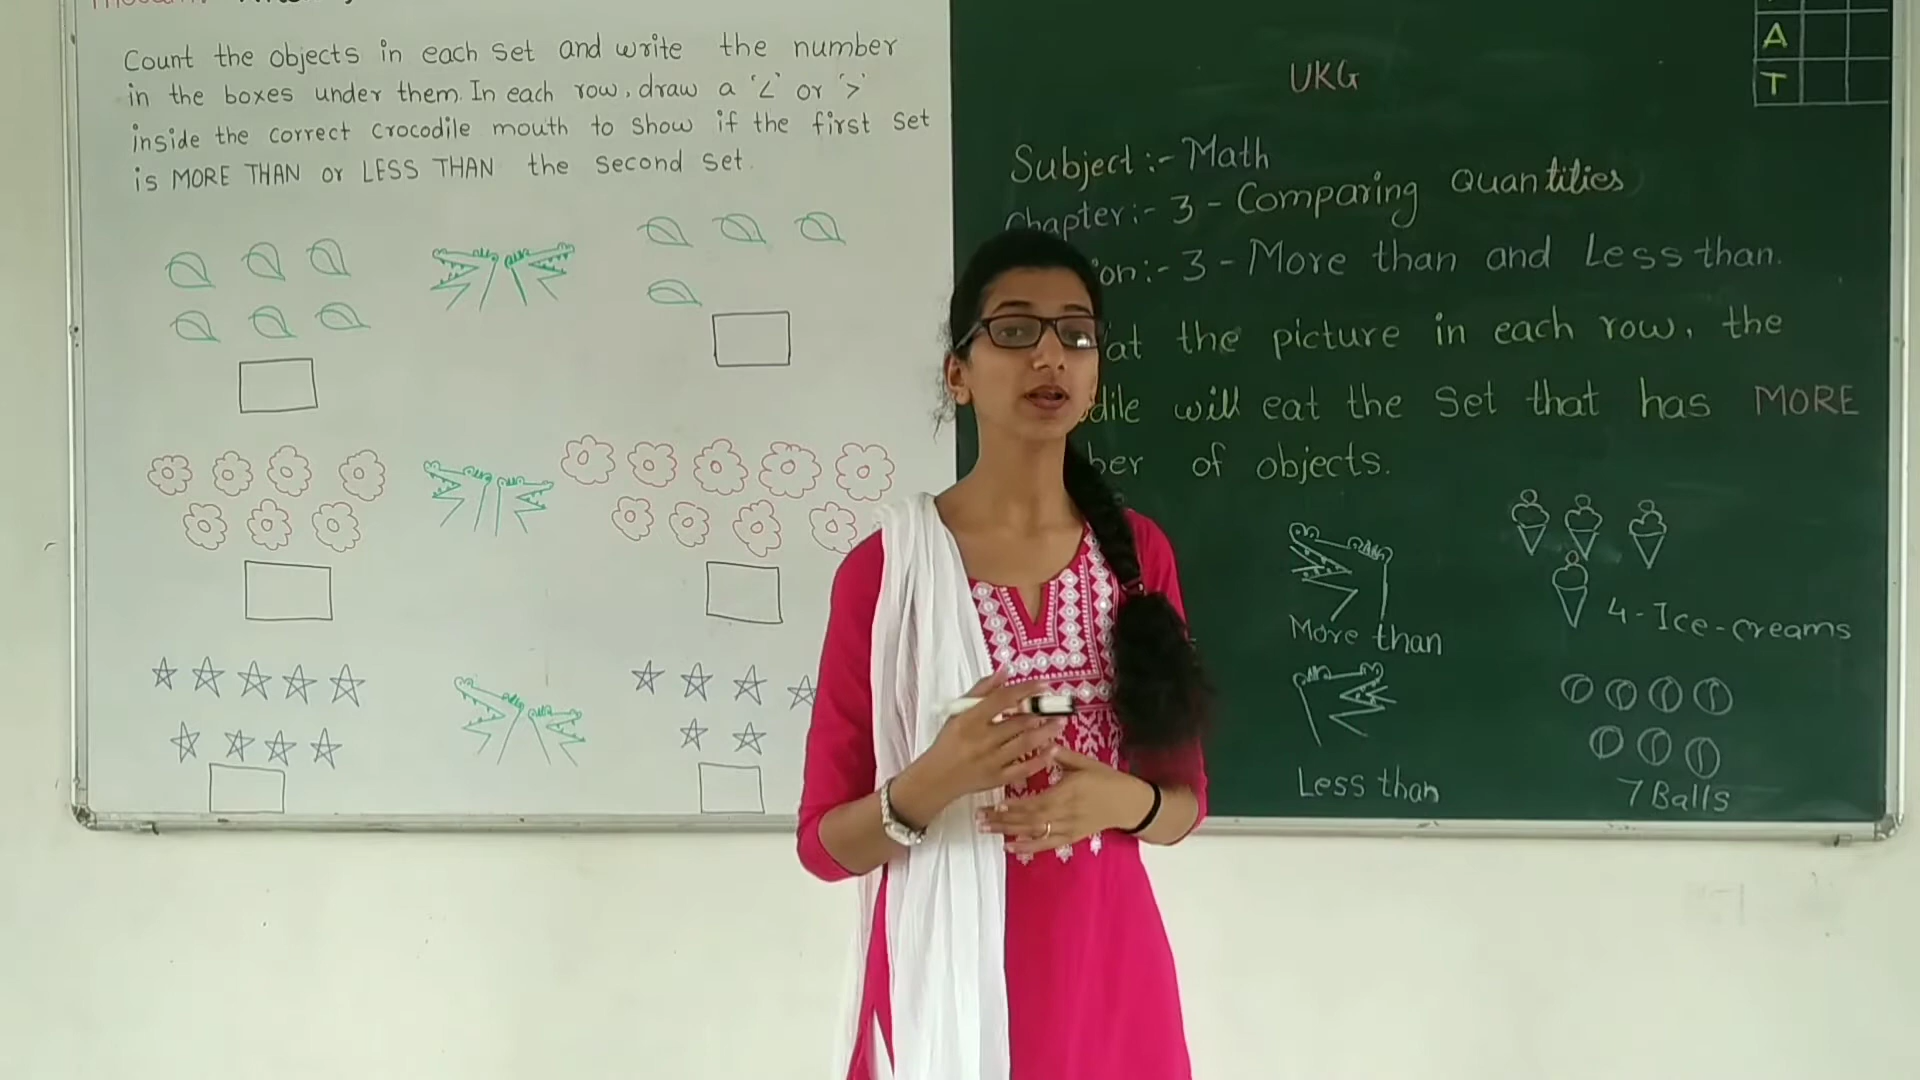 Count the objects in each set and write the number
in the boxes under them. In each row, draw a '<' or '>'
inside the correct crocodile mouth to show if the first set
is MORE THAN or LESS THAN the second set.
A
T
UKG
Subject :- Math
Chapter :- 3 - Comparing Quantities
on :- 3 - More than and Less than.
at the picture in each row, the
dile will eat the set that has MORE
ber of objects.
More than
4 - Ice-creams
Less than
7 Balls